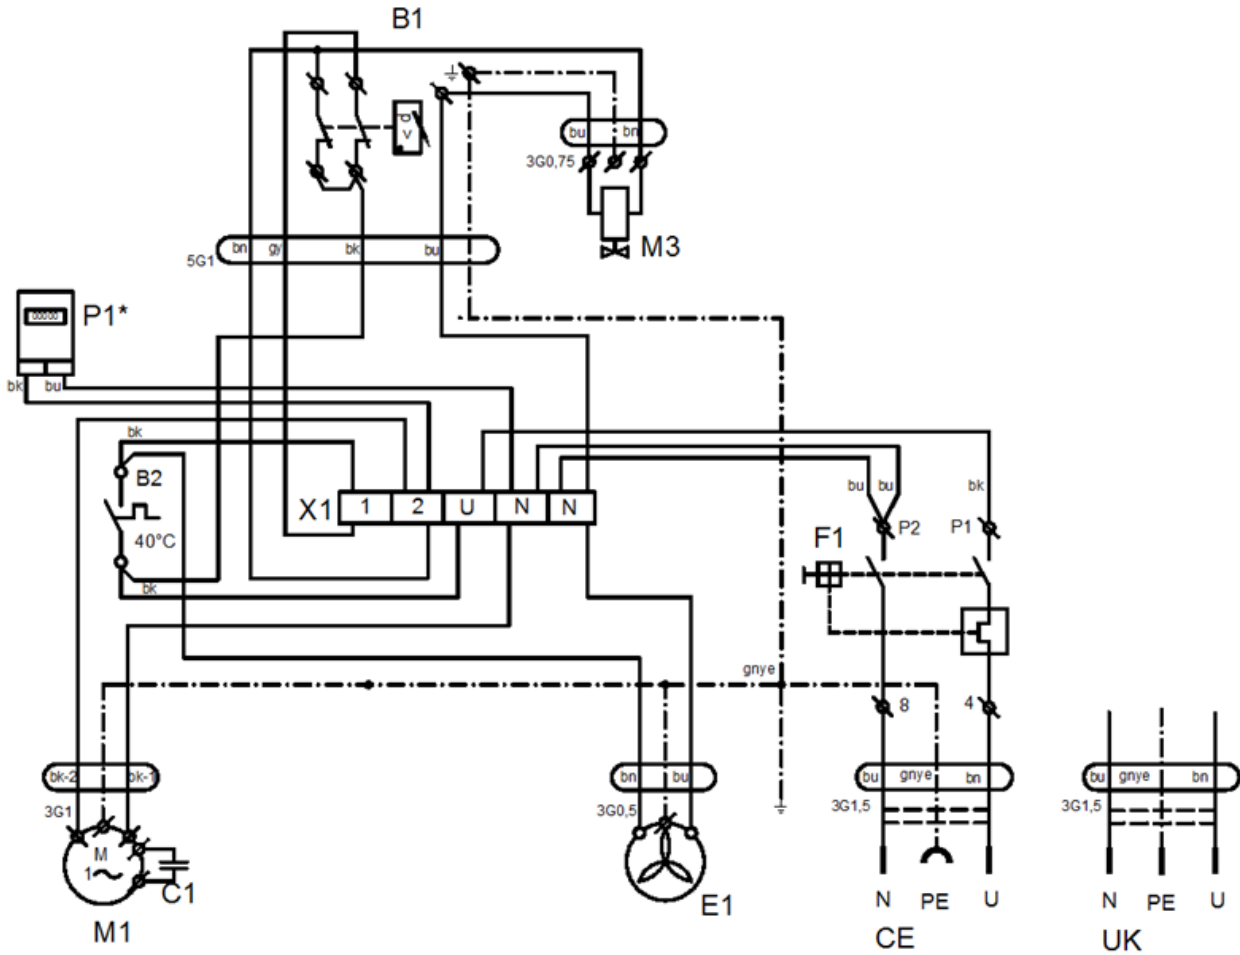 B1
d
v
bu
bn
3G0,75
M3
bn
gy
bk
bu
5G1
P1*
00000
bk
bu
bk
B2
40°C
bk
X1
1
2
U
N
N
bu
bu
bk
P2
P1
F1
gnye
8
4
bk-2
bk-1
3G1
M
1
C1
M1
bn
bu
3G0,5
E1
bu
gnye
bn
3G1,5
N
PE
U
CE
bu
gnye
bn
3G1,5
N
PE
U
UK